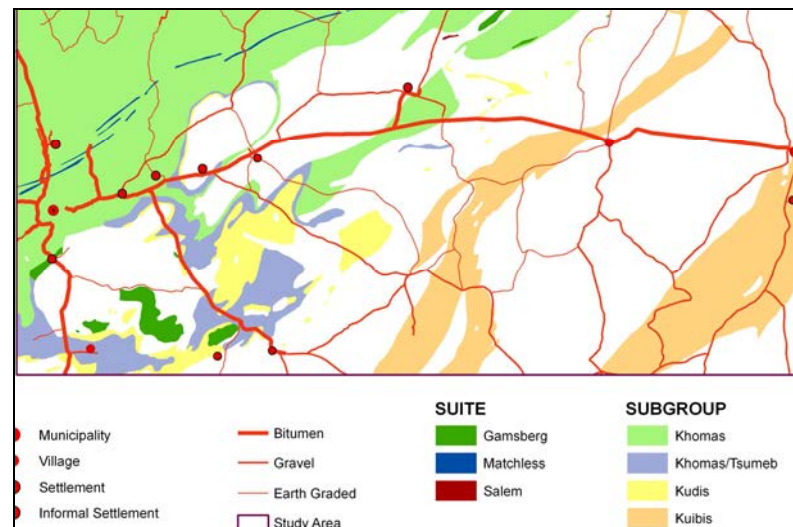 Municipality
Village
Settlement
Informal Settlement
Bitumen
Gravel
Earth Graded
Study Area
SUITE
Gamsberg
Matchless
Salem
SUBGROUP
Khomas
Khomas/Tsumeb
Kudis
Kuibis